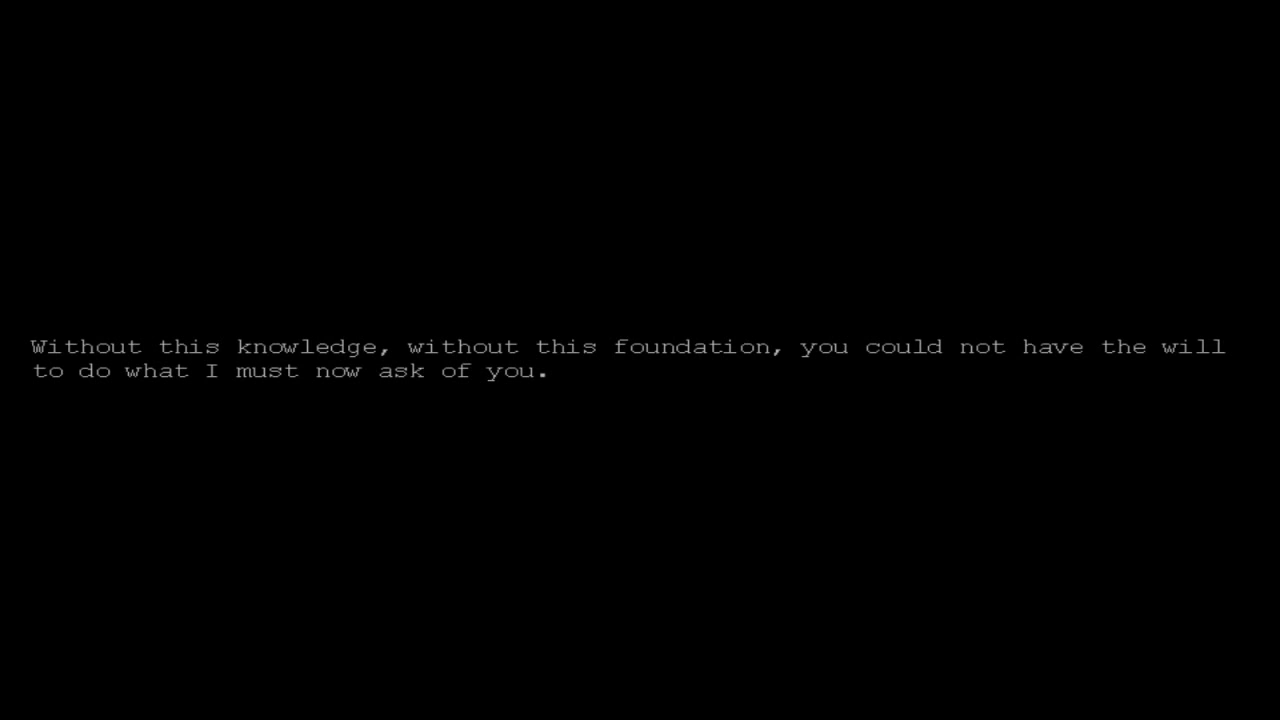 Without this knowledge, without this foundation, you could not have the will
to do what I must now ask of you.